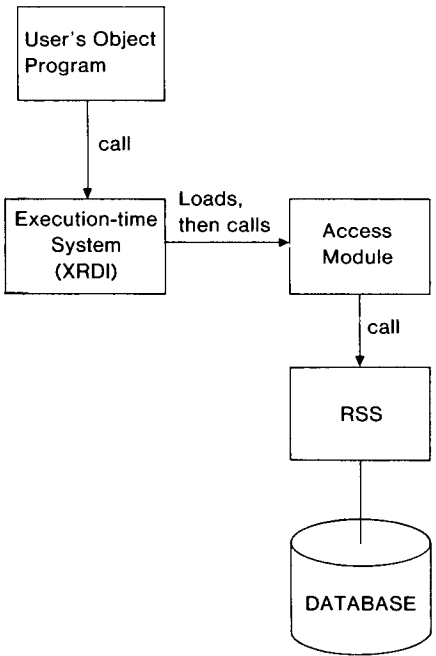 User's Object
Program
call
Execution-time
System
(XRDI)
Loads,
then calls
Access
Module
call
RSS
DATABASE